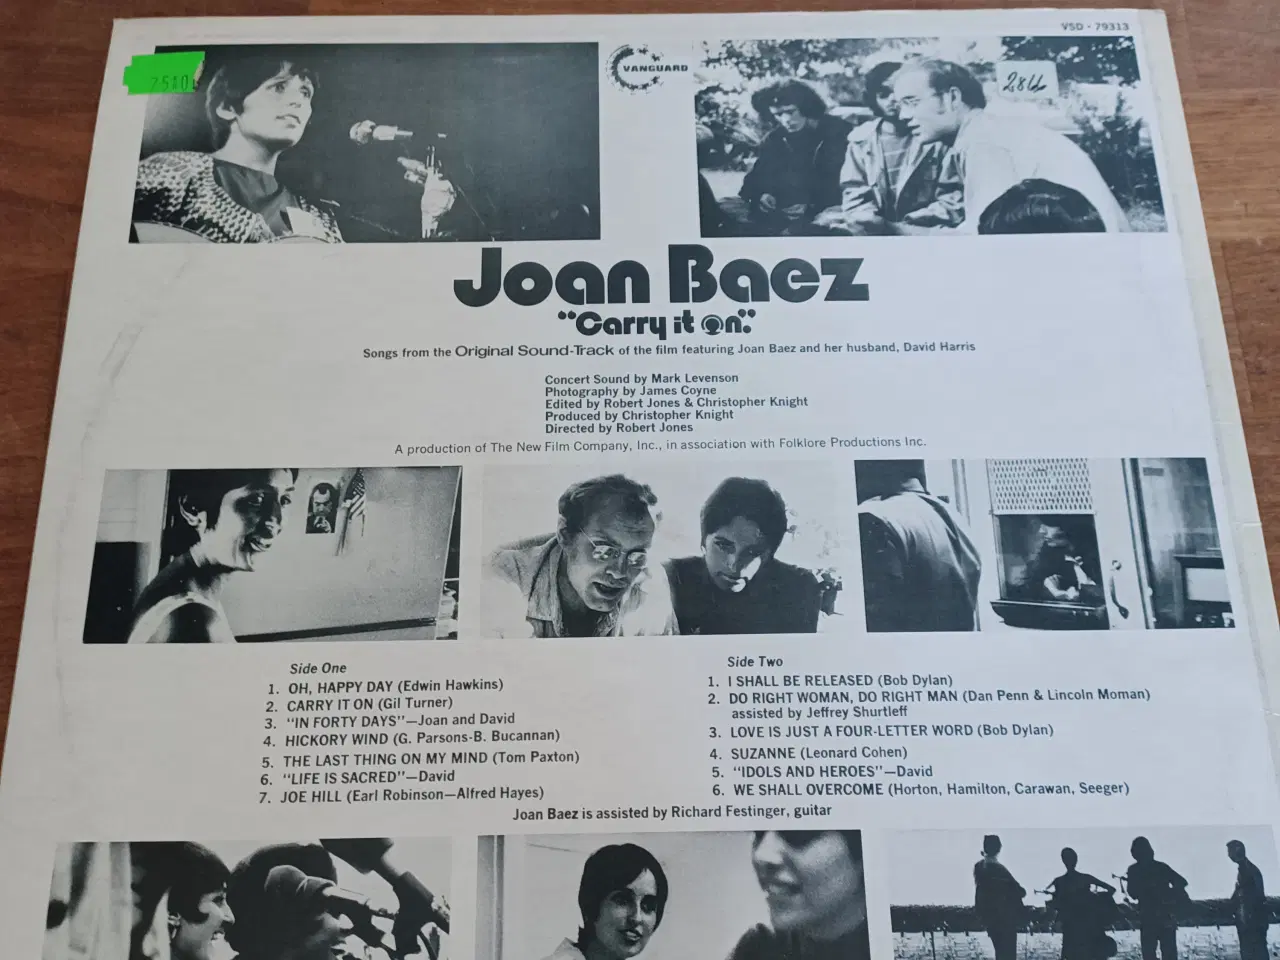 VSD - 79313
VANGUARD
Joan Baez
"Carry it on"
Songs from the Original Sound-Track of the film featuring Joan Baez and her husband, David Harris
Concert Sound by Mark Levenson
Photography by James Coyne
Edited by Robert Jones & Christopher Knight
Produced by Christopher Knight
Directed by Robert Jones
A production of The New Film Company, Inc., in association with Folklore Productions Inc.
Side One
1. OH, HAPPY DAY (Edwin Hawkins)
2. CARRY IT ON (Gil Turner)
3. "IN FORTY DAYS"—Joan and David
4. HICKORY WIND (G. Parsons-B. Bucannan)
5. THE LAST THING ON MY MIND (Tom Paxton)
6. "LIFE IS SACRED"—David
7. JOE HILL (Earl Robinson—Alfred Hayes)
Side Two
1. I SHALL BE RELEASED (Bob Dylan)
2. DO RIGHT WOMAN, DO RIGHT MAN (Dan Penn & Lincoln Moman)
assisted by Jeffrey Shurtleff
3. LOVE IS JUST A FOUR-LETTER WORD (Bob Dylan)
4. SUZANNE (Leonard Cohen)
5. "IDOLS AND HEROES"—David
6. WE SHALL OVERCOME (Horton, Hamilton, Carawan, Seeger)
Joan Baez is assisted by Richard Festinger, guitar